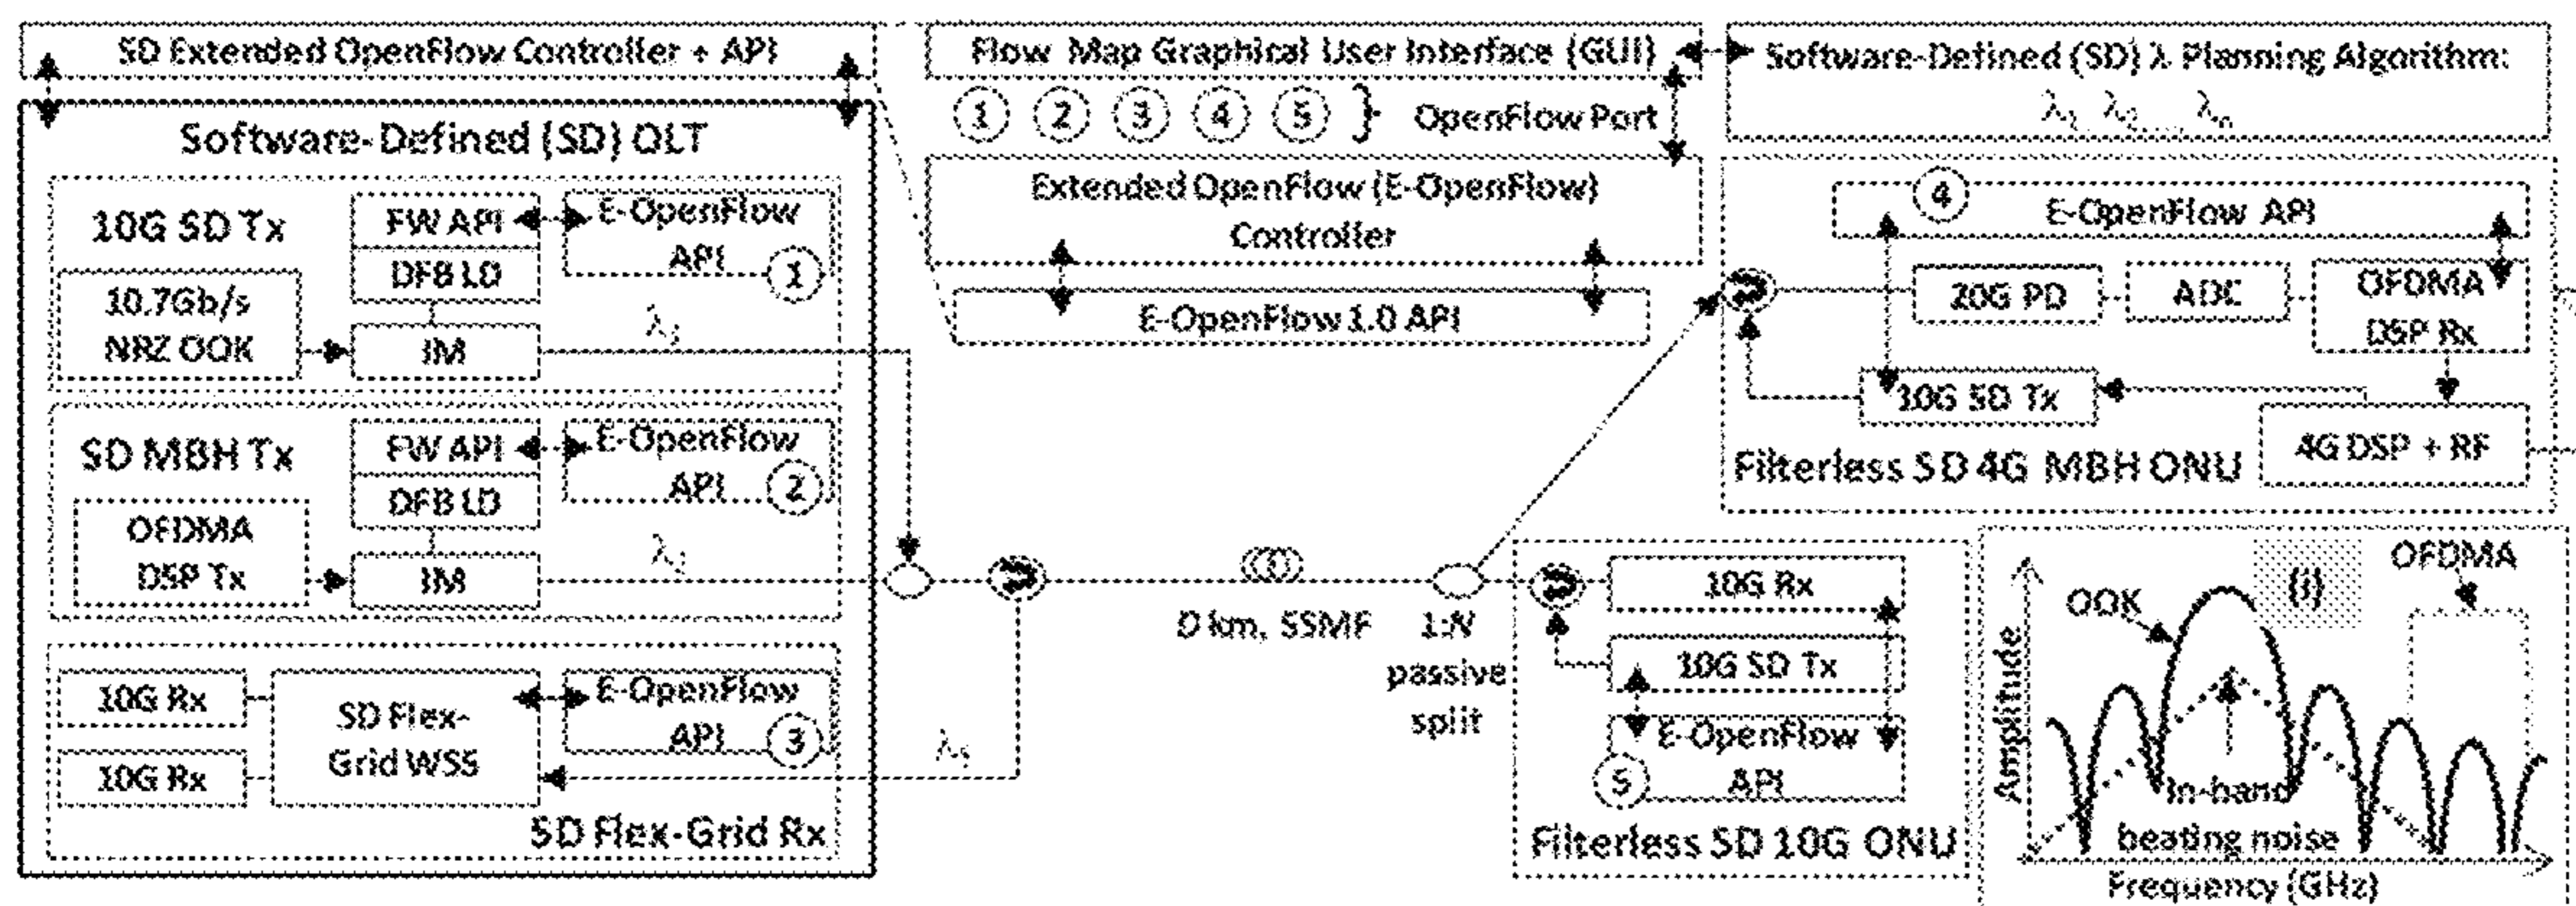 SD Extended OpenFlow Controller + API
Software-Defined (SD) OLT
10G SD Tx
FW API
E-OpenFlow
API
1
DFB LD
10.7Gb/s
NRZ OOK
IM
SD MBH Tx
FW API
E-OpenFlow
API
2
DFB LD
OFDMA
DSP Tx
IM
λ2
10G Rx
10G Rx
SD Flex-
Grid WSS
E-OpenFlow
API
3
SD Flex-Grid Rx
Flow Map Graphical User Interface (GUI)
1 2 3 4 5 } OpenFlow Port
Extended OpenFlow (E-OpenFlow)
Controller
E-OpenFlow 1.0 API
D km, SSMF
1:N
passive
split
Software-Defined (SD) λ Planning Algorithm:
λ1, λ2, ..., λn
4
E-OpenFlow API
20G PD
ADC
OFDMA
DSP Rx
10G SD Tx
4G DSP + RF
Filterless SD 4G MBH ONU
10G Rx
10G SD Tx
E-OpenFlow
API
5
Filterless SD 10G ONU
(i)
OOK
OFDMA
Amplitude
In-band
beating noise
Frequency (GHz)